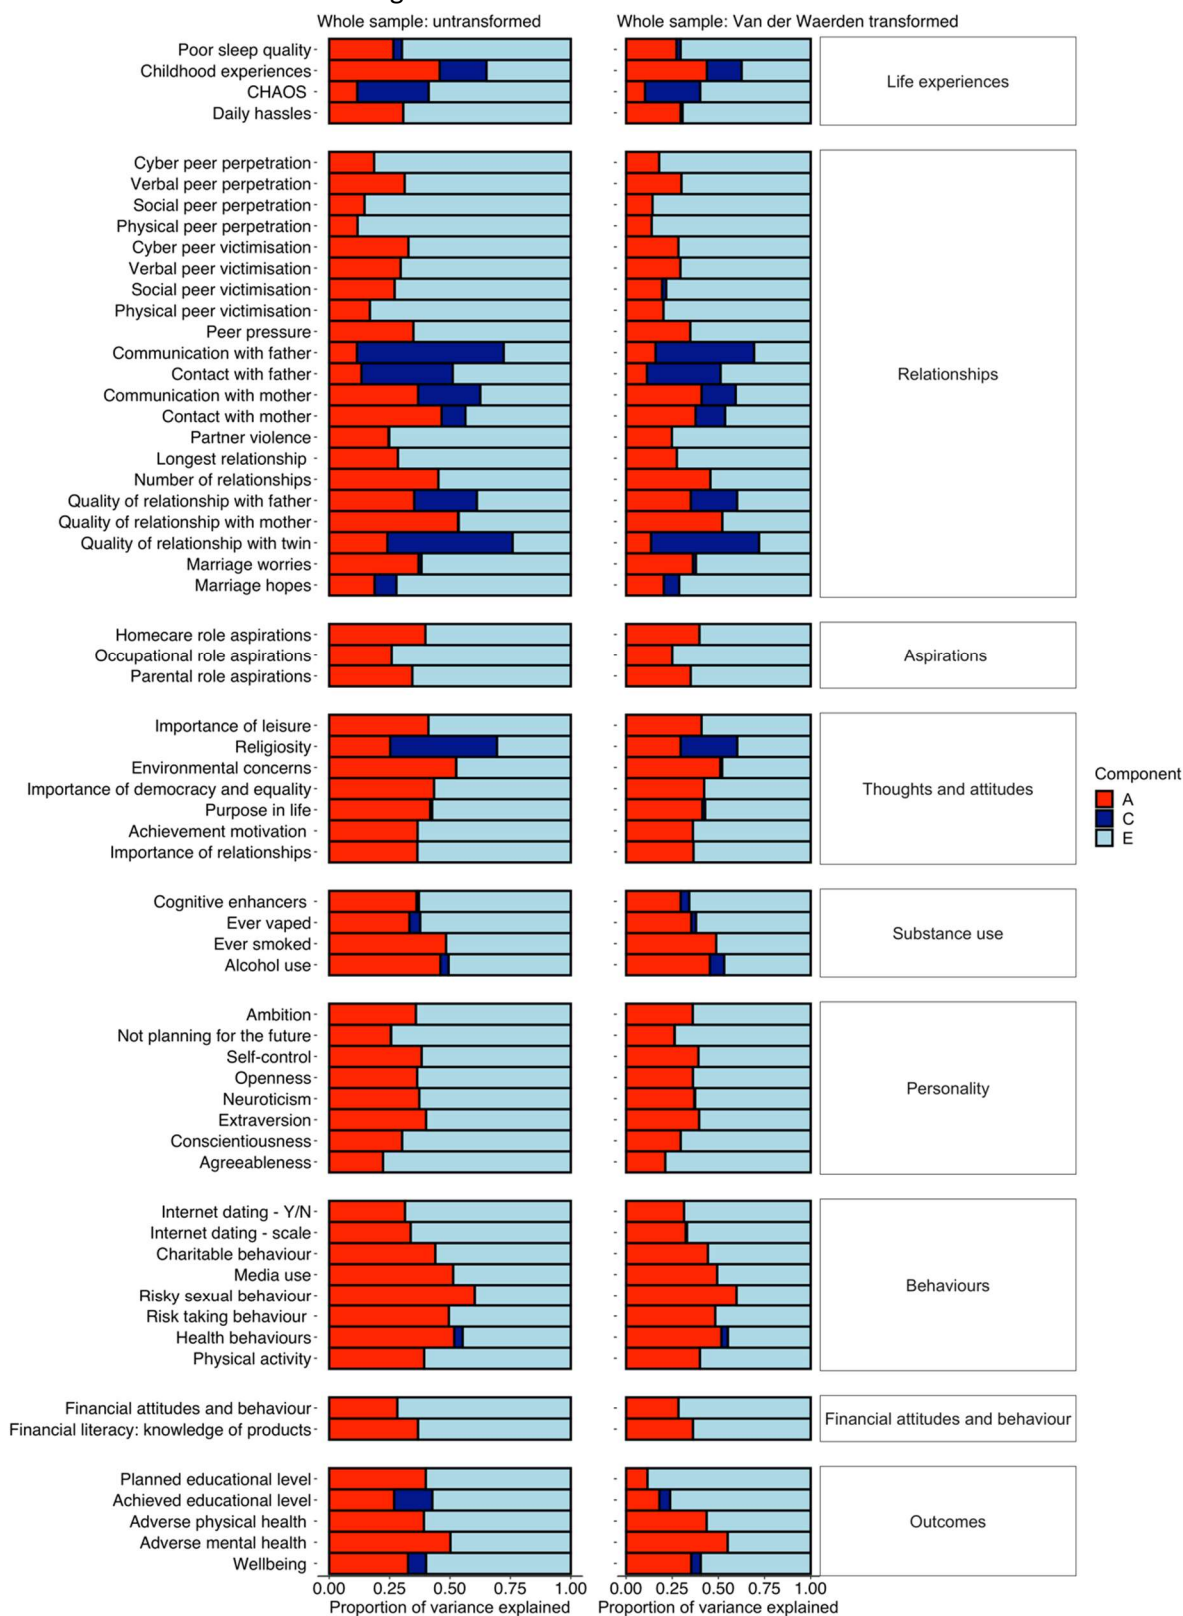 Whole sample: untransformed
Whole sample: Van der Waerden transformed
Poor sleep quality
Childhood experiences
CHAOS
Daily hassles
Life experiences
Cyber peer perpetration
Verbal peer perpetration
Social peer perpetration
Physical peer perpetration
Cyber peer victimisation
Verbal peer victimisation
Social peer victimisation
Physical peer victimisation
Peer pressure
Communication with father
Contact with father
Communication with mother
Contact with mother
Partner violence
Longest relationship
Number of relationships
Quality of relationship with father
Quality of relationship with mother
Quality of relationship with twin
Marriage worries
Marriage hopes
Relationships
Homecare role aspirations
Occupational role aspirations
Parental role aspirations
Aspirations
Importance of leisure
Religiosity
Environmental concerns
Importance of democracy and equality
Purpose in life
Achievement motivation
Importance of relationships
Thoughts and attitudes
Component
A
C
E
Cognitive enhancers
Ever vaped
Ever smoked
Alcohol use
Substance use
Ambition
Not planning for the future
Self-control
Openness
Neuroticism
Extraversion
Conscientiousness
Agreeableness
Personality
Internet dating - Y/N
Internet dating - scale
Charitable behaviour
Media use
Risky sexual behaviour
Risk taking behaviour
Health behaviours
Physical activity
Behaviours
Financial attitudes and behaviour
Financial literacy: knowledge of products
Financial attitudes and behaviour
Planned educational level
Achieved educational level
Adverse physical health
Adverse mental health
Wellbeing
Outcomes
0.00 0.25 0.50 0.75 1.00
0.00 0.25 0.50 0.75 1.00
Proportion of variance explained
Proportion of variance explained